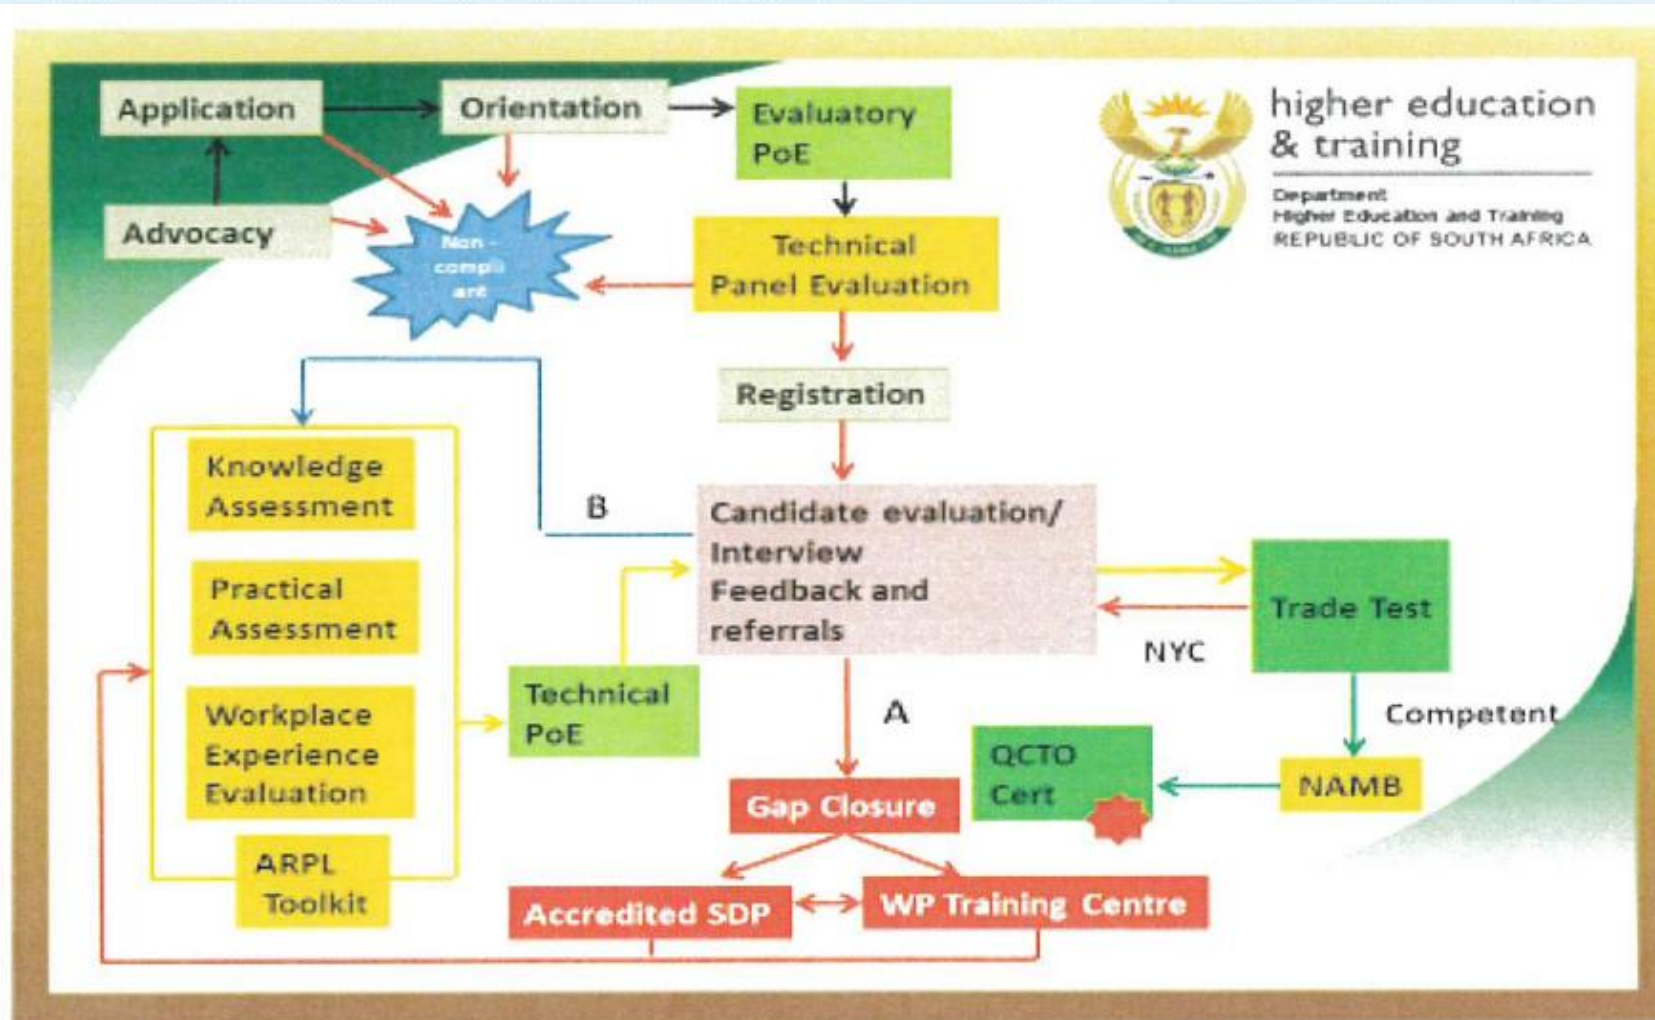 Application
Orientation
Evaluatory
PoE
higher education
& training
Department
Higher Education and Training
REPUBLIC OF SOUTH AFRICA
Advocacy
Non -
compli
ant
Technical
Panel Evaluation
Registration
Knowledge
Assessment
B
Candidate evaluation/
Interview
Feedback and
referrals
Practical
Assessment
Trade Test
NYC
Workplace
Experience
Evaluation
Technical
PoE
A
Competent
QCTO
Cert
NAMB
Gap Closure
ARPL
Toolkit
Accredited SDP
WP Training Centre